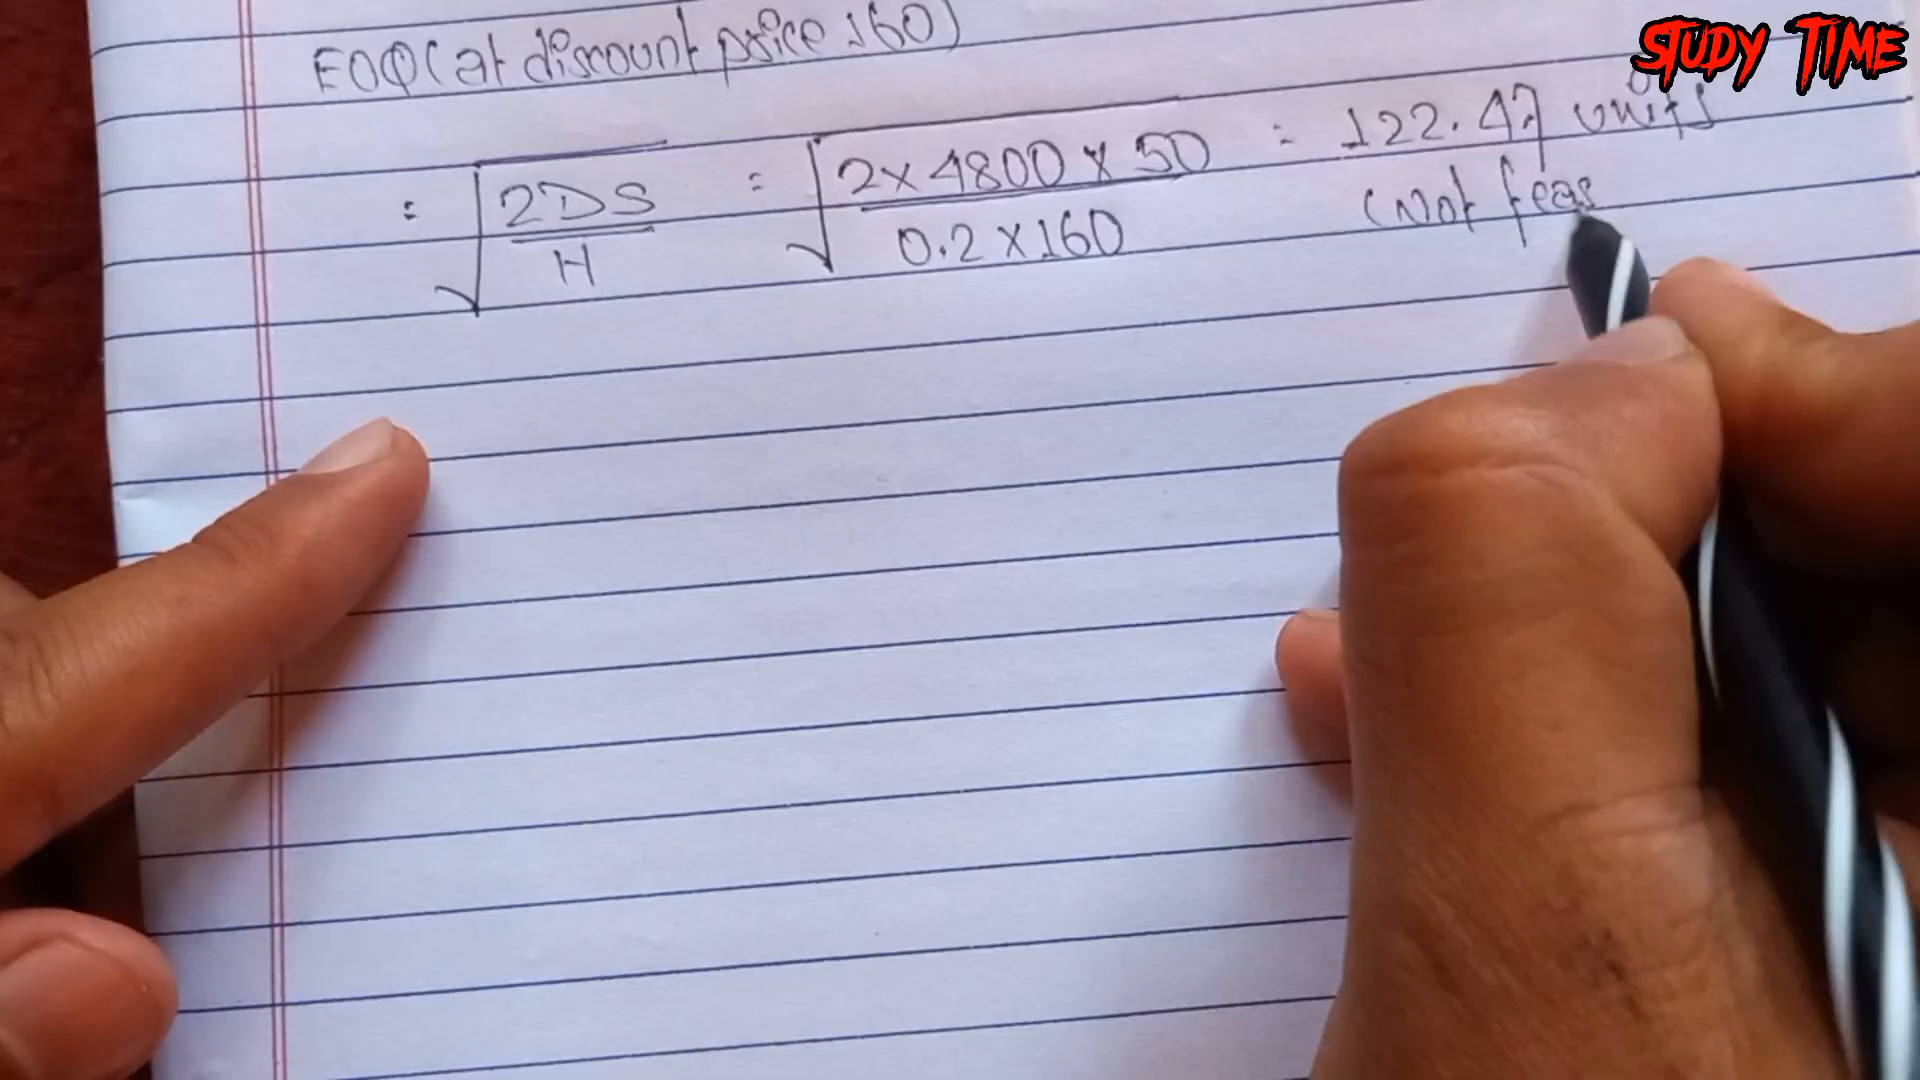 STUDY TIME
EOQ (at discount price 160)
= √2DS/H = √2×4800×50/0.2×160 = 122.47 units
(Not feas